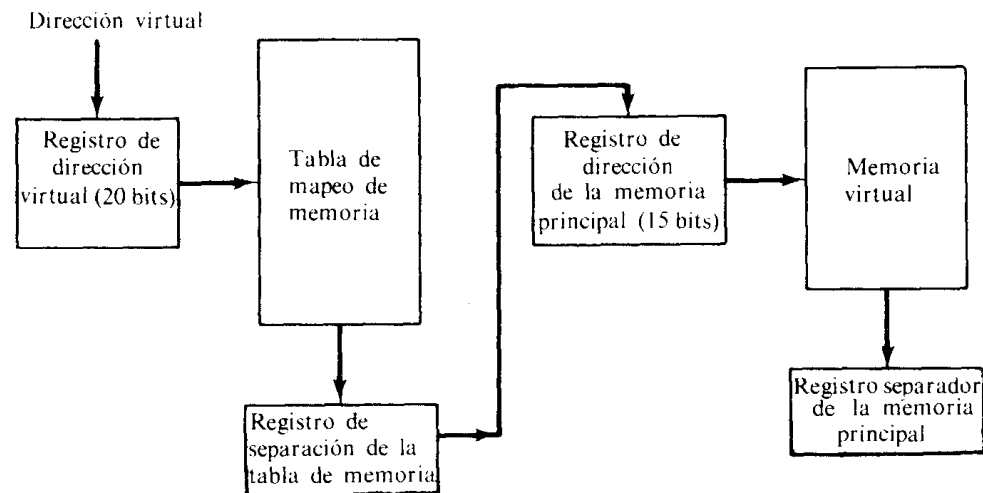 Dirección virtual
Registro de
dirección
virtual (20 bits)
Tabla de
mapeo de
memoria
Registro de
separación de la
tabla de memoria
Registro de
dirección
de la memoria
principal (15 bits)
Memoria
virtual
Registro separador
de la memoria
principal